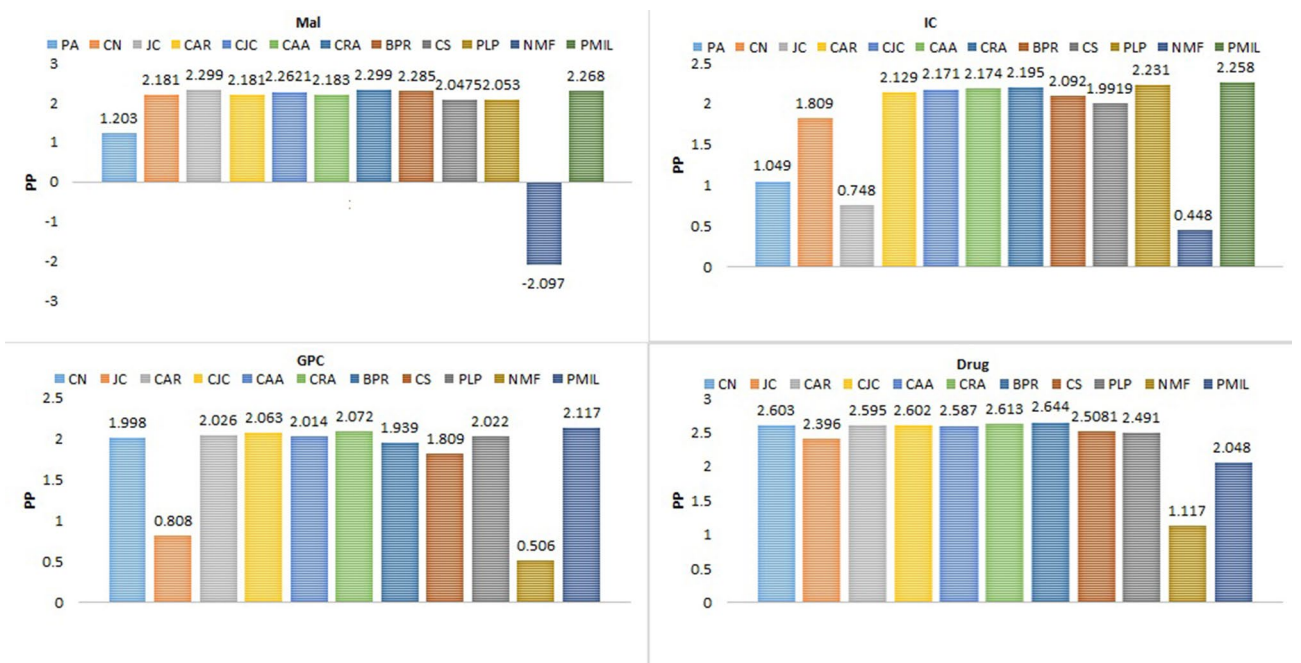 Mal
PA CN JC CAR CJC CAA CRA BPR CS PLP NMF PMIL
3
2
1
0
-1
-2
-3
PP
1.203 2.181 2.299 2.181 2.2621 2.183 2.299 2.285 2.0475 2.053 -2.097 2.268
IC
PA CN JC CAR CJC CAA CRA BPR CS PLP NMF PMIL
2.5
2
1.5
1
0.5
0
PP
1.049 1.809 0.748 2.129 2.171 2.174 2.195 2.092 1.9919 2.231 0.448 2.258
GPC
CN JC CAR CJC CAA CRA BPR CS PLP NMF PMIL
2.5
2
1.5
1
0.5
0
PP
1.998 0.808 2.026 2.063 2.014 2.072 1.939 1.809 2.022 0.506 2.117
Drug
CN JC CAR CJC CAA CRA BPR CS PLP NMF PMIL
3
2.5
2
1.5
1
0.5
0
PP
2.603 2.396 2.595 2.602 2.587 2.613 2.644 2.5081 2.491 1.117 2.048